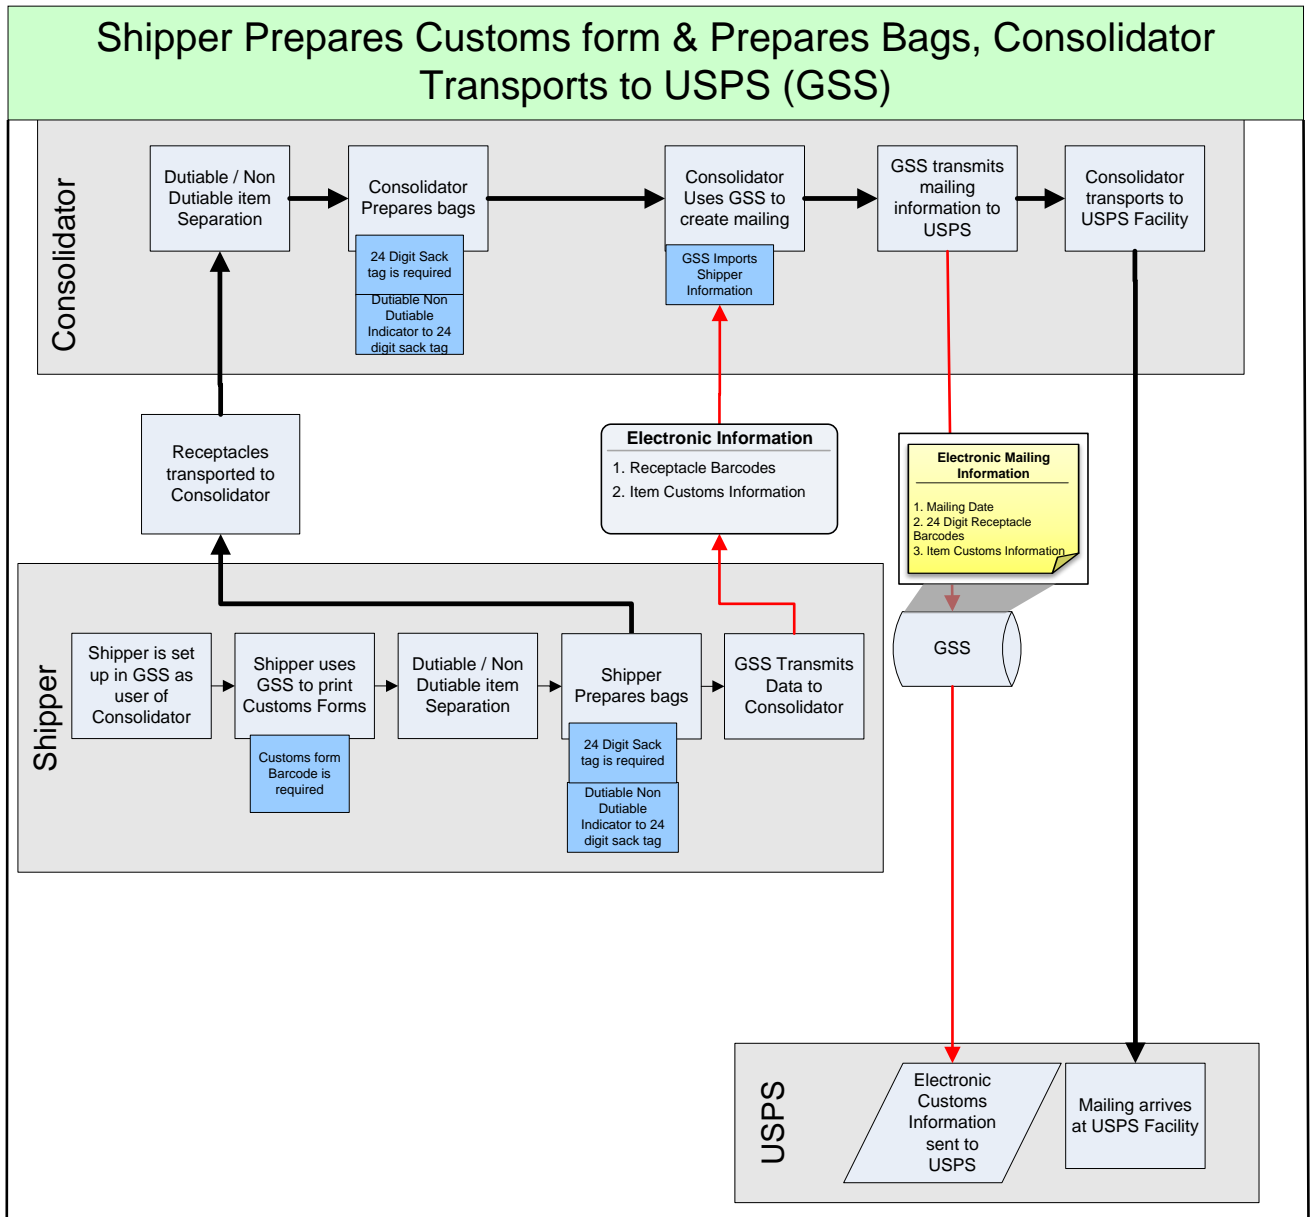 Shipper Prepares Customs form & Prepares Bags, Consolidator
Transports to USPS (GSS)
Consolidator
Dutiable / Non
Dutiable item
Separation
Consolidator
Prepares bags
24 Digit Sack
tag is required
Dutiable Non
Dutiable
Indicator to 24
digit sack tag
Consolidator
Uses GSS to
create mailing
GSS Imports
Shipper
Information
GSS transmits
mailing
information to
USPS
Consolidator
transports to
USPS Facility
Receptacles
transported to
Consolidator
Electronic Information
1. Receptacle Barcodes
2. Item Customs Information
Electronic Mailing
Information
1. Mailing Date
2. 24 Digit Receptacle
Barcodes
3. Item Customs Information
GSS
Shipper
Shipper is set
up in GSS as
user of
Consolidator
Shipper uses
GSS to print
Customs Forms
Customs form
Barcode is
required
Dutiable / Non
Dutiable item
Separation
Shipper
Prepares bags
24 Digit Sack
tag is required
Dutiable Non
Dutiable
Indicator to 24
digit sack tag
GSS Transmits
Data to
Consolidator
USPS
Electronic
Customs
Information
sent to
USPS
Mailing arrives
at USPS Facility